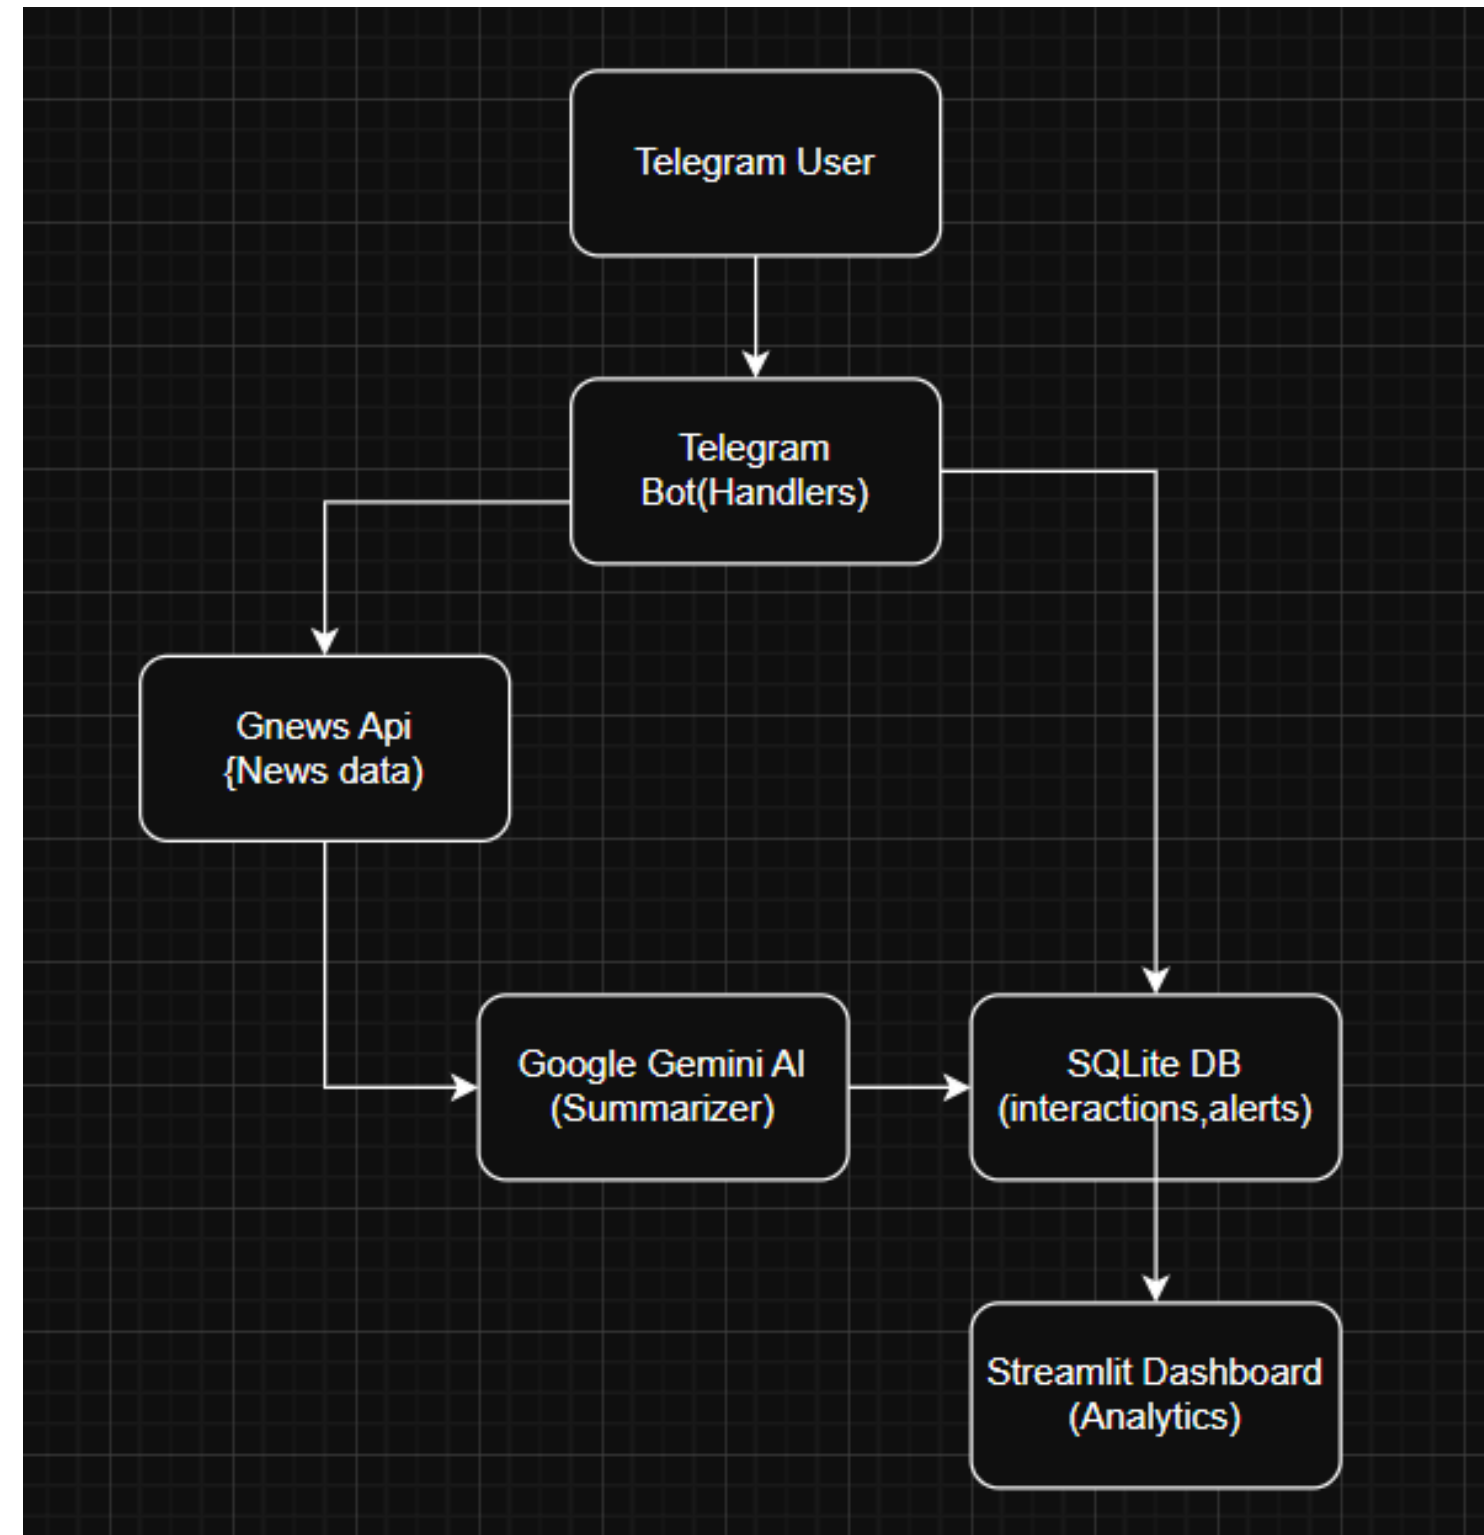 Telegram User
Telegram
Bot(Handlers)
Gnews Api
{News data)
Google Gemini AI
(Summarizer)
SQLite DB
(interactions,alerts)
Streamlit Dashboard
(Analytics)